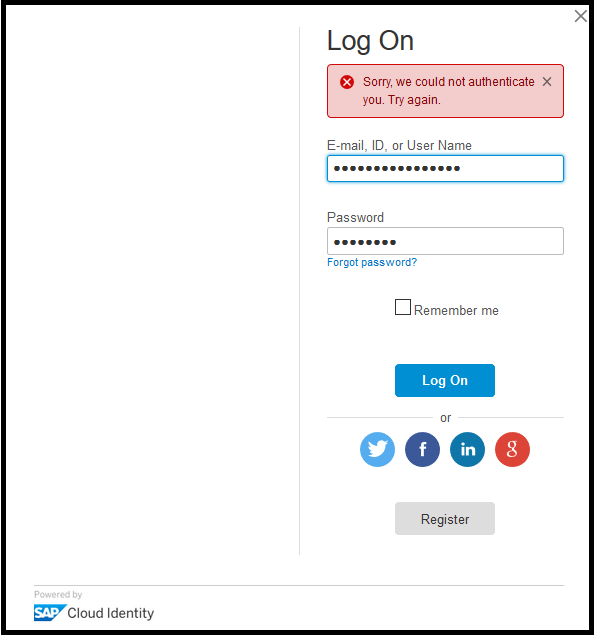 Log On
Sorry, we could not authenticate
you. Try again.
E-mail, ID, or User Name
••••••••••••••••
Password
••••••••
Forgot password?
Remember me
Log On
or
f
in
g
Register
Powered by
SAP Cloud Identity